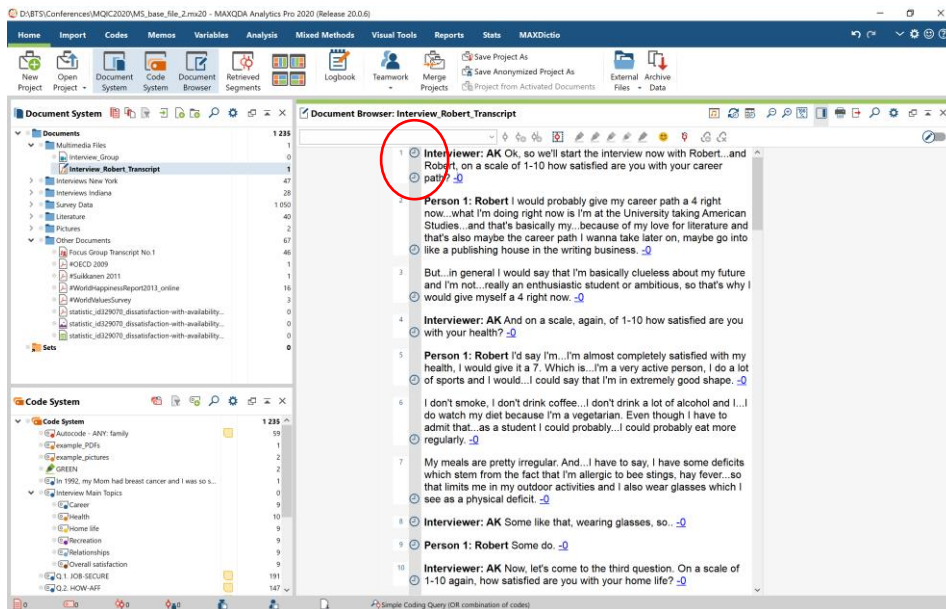 D:\BTS\Conferences\MQIC2020\MS_base_file_2.mx20 - MAXQDA Analytics Pro 2020 (Release 20.0.6)
Home Import Codes Memos Variables Analysis Mixed Methods Visual Tools Reports Stats MAXDictio
New Project
Open Project
Document System
Code System
Document Browser
Retrieved Segments
Logbook
Teamwork
Merge Projects
Save Project As
Save Anonymized Project As
Project from Activated Documents
External Files
Archive Data
Document System
Documents 1 235
Multimedia Files 1
Interview_Group 0
Interview_Robert_Transcript 1
Interviews New York 47
Interviews Indiana 28
Survey Data 1 050
Literature 40
Pictures 2
Other Documents 67
Focus Group Transcript No.1 46
#OECD 2009 1
#Suikkanen 2011 1
#WorldHappinessReport2013_online 16
#WorldValuesSurvey 3
statistic_id329070_dissatisfaction-with-availability... 0
statistic_id329070_dissatisfaction-with-availability... 0
statistic_id329070_dissatisfaction-with-availability... 0
Sets 0
Code System
Code System 1 235
Autocode - ANY: family 59
example_PDFs 1
example_pictures 2
GREEN 2
In 1992, my Mom had breast cancer and I was so s... 1
Interview Main Topics 0
Career 9
Health 10
Home life 9
Recreation 9
Relationships 9
Overall satisfaction 9
Q.1. JOB-SECURE 191
Q.2. HOW-AFF 147
Document Browser: Interview_Robert_Transcript
1 Interviewer: AK Ok, so we'll start the interview now with Robert...and
Robert, on a scale of 1-10 how satisfied are you with your career
path? -0
2 Person 1: Robert I would probably give my career path a 4 right
now...what I'm doing right now is I'm at the University taking American
Studies...and that's basically my...because of my love for literature and
that's also maybe the career path I wanna take later on, maybe go into
like a publishing house in the writing business. -0
3 But...in general I would say that I'm basically clueless about my future
and I'm not...really an enthusiastic student or ambitious, so that's why I
would give myself a 4 right now. -0
4 Interviewer: AK And on a scale, again, of 1-10 how satisfied are you
with your health? -0
5 Person 1: Robert I'd say I'm...I'm almost completely satisfied with my
health, I would give it a 7. Which is...I'm a very active person, I do a lot
of sports and I would...I could say that I'm in extremely good shape. -0
6 I don't smoke, I don't drink coffee...I don't drink a lot of alcohol and I...I
do watch my diet because I'm a vegetarian. Even though I have to
admit that...as a student I could probably...I could probably eat more
regularly. -0
7 My meals are pretty irregular. And...I have to say, I have some deficits
which stem from the fact that I'm allergic to bee stings, hay fever...so
that limits me in my outdoor activities and I also wear glasses which I
see as a physical deficit. -0
8 Interviewer: AK Some like that, wearing glasses, so.. -0
9 Person 1: Robert Some do. -0
10 Interviewer: AK Now, let's come to the third question. On a scale of
1-10 again, how satisfied are you with your home life? -0
0 0 0 0 Simple Coding Query (OR combination of codes)